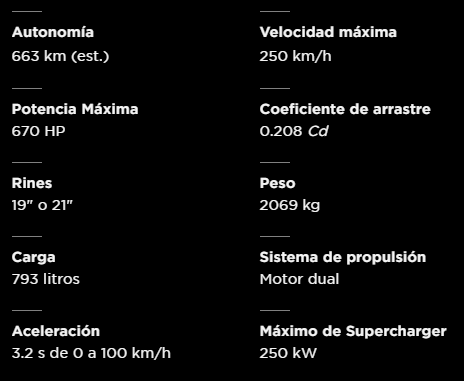 Autonomía
663 km (est.)
Velocidad máxima
250 km/h
Potencia Máxima
670 HP
Coeficiente de arrastre
0.208 Cd
Rines
19" o 21"
Peso
2069 kg
Carga
793 litros
Sistema de propulsión
Motor dual
Aceleración
3.2 s de 0 a 100 km/h
Máximo de Supercharger
250 kW